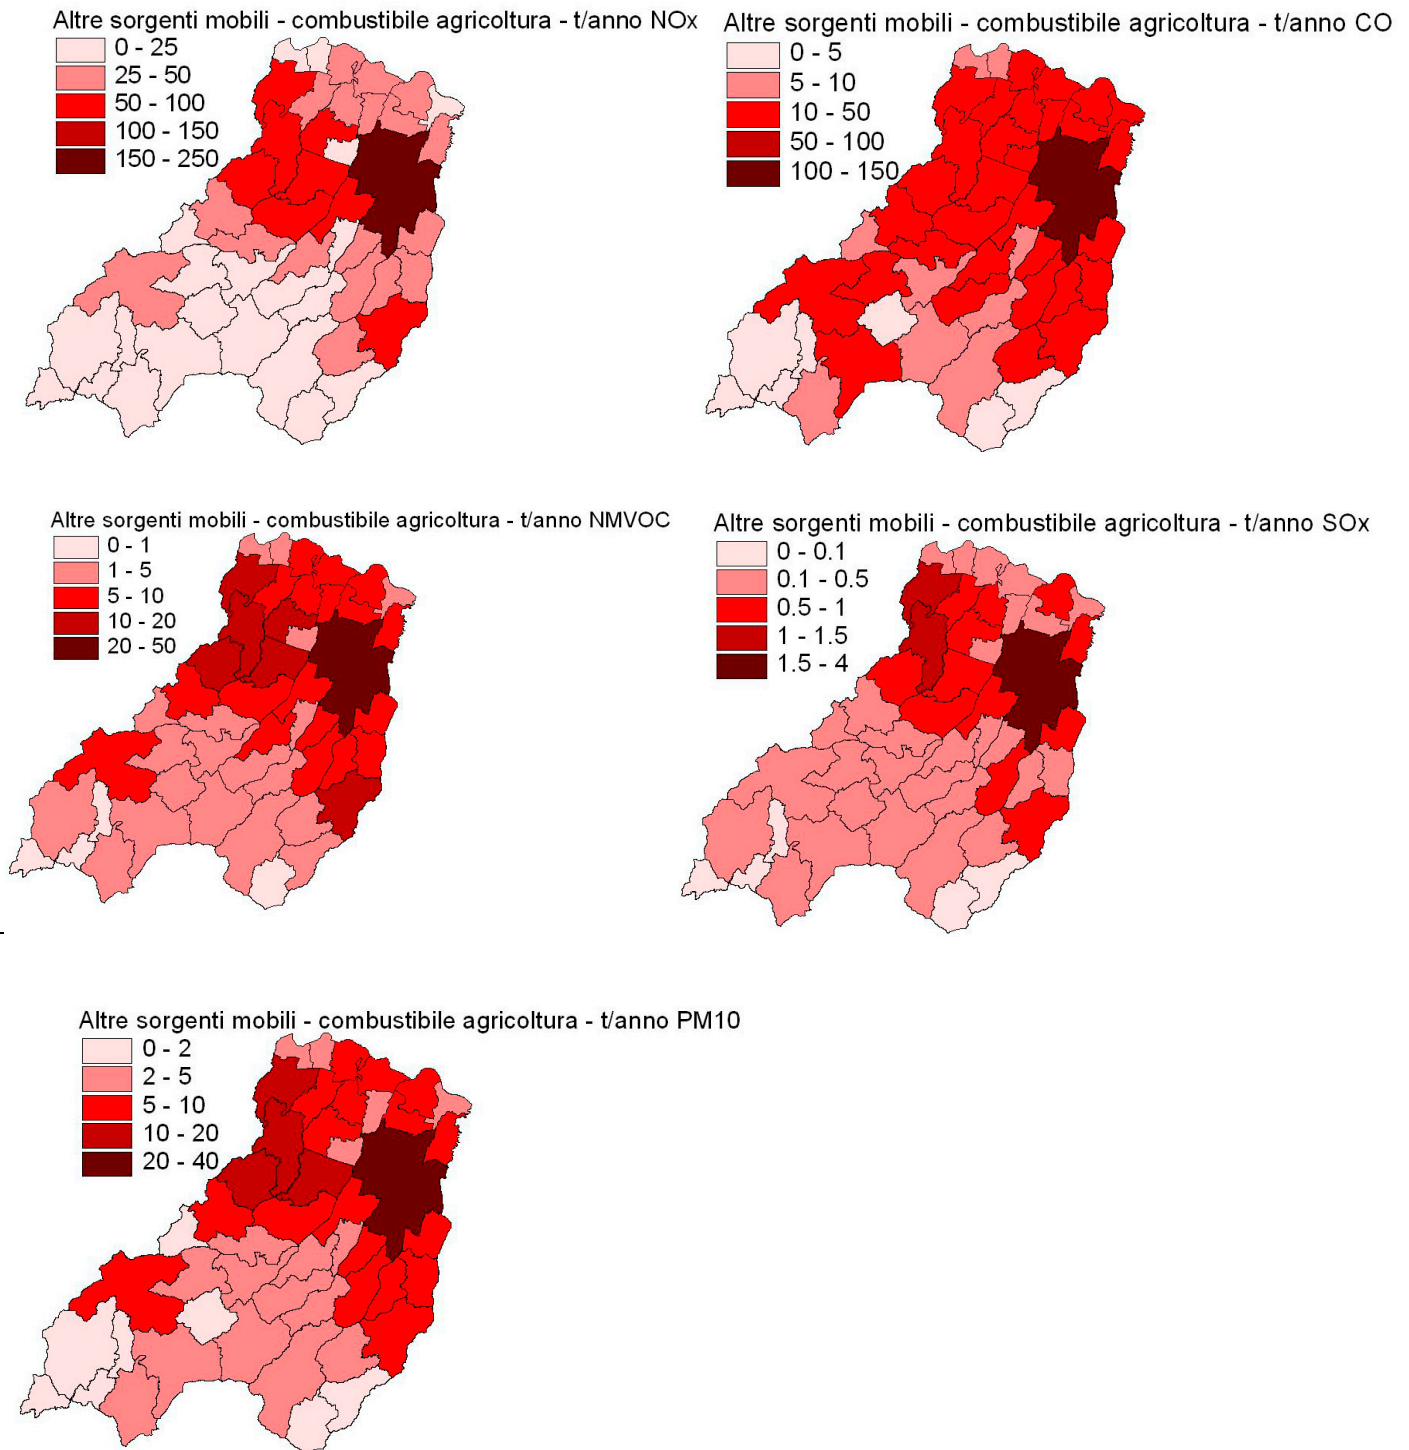 Altre sorgenti mobili - combustibile agricoltura - t/anno NOx
0 - 25
25 - 50
50 - 100
100 - 150
150 - 250
Altre sorgenti mobili - combustibile agricoltura - t/anno CO
0 - 5
5 - 10
10 - 50
50 - 100
100 - 150
Altre sorgenti mobili - combustibile agricoltura - t/anno NMVOC
0 - 1
1 - 5
5 - 10
10 - 20
20 - 50
Altre sorgenti mobili - combustibile agricoltura - t/anno SOx
0 - 0.1
0.1 - 0.5
0.5 - 1
1 - 1.5
1.5 - 4
Altre sorgenti mobili - combustibile agricoltura - t/anno PM10
0 - 2
2 - 5
5 - 10
10 - 20
20 - 40